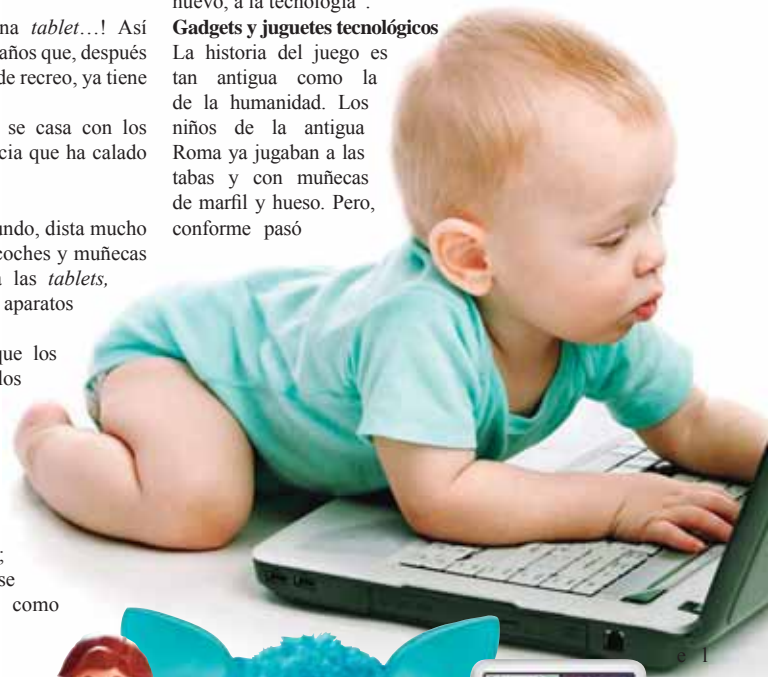 na tablet…! Así
años que, después
de recreo, ya tiene
se casa con los
cia que ha calado
undo, dista mucho
coches y muñecas
las tablets,
aparatos
que los
los
;
se
como
nuevo, a la tecnología".
Gadgets y juguetes tecnológicos
La historia del juego es
tan antigua como la
de la humanidad. Los
niños de la antigua
Roma ya jugaban a las
tabas y con muñecas
de marfil y hueso. Pero,
conforme pasó
e l